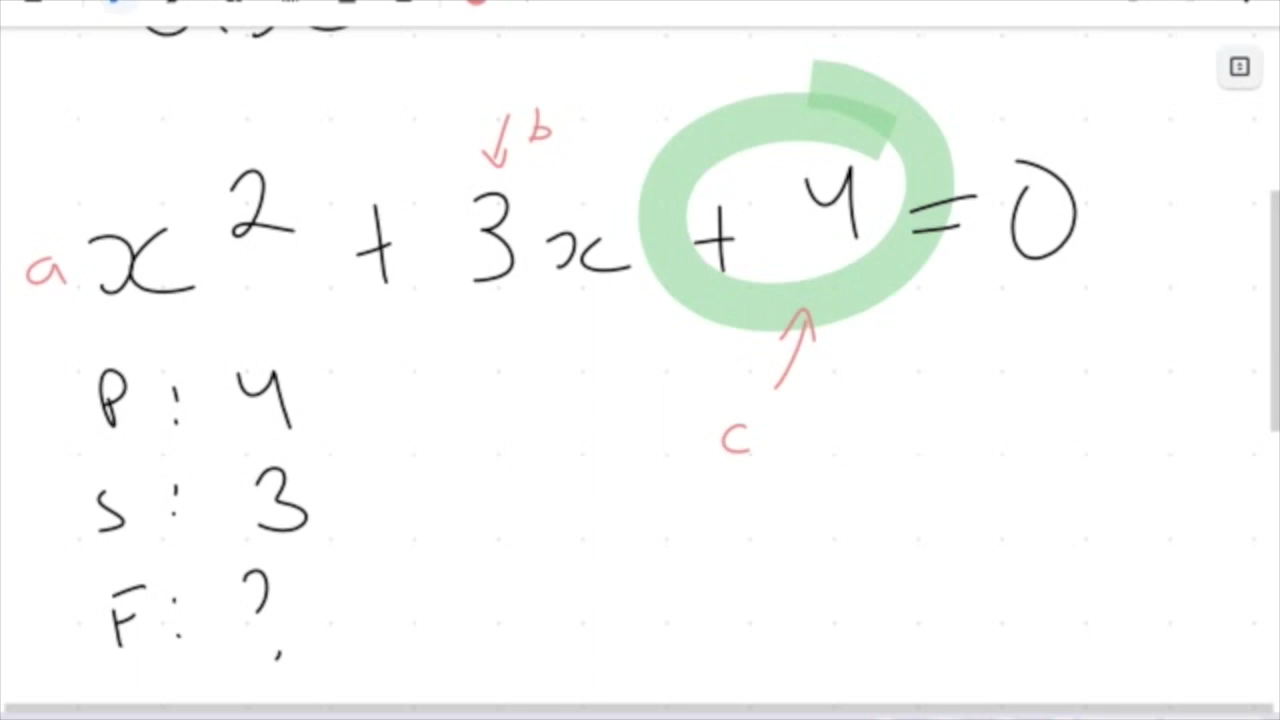 b
a x² + 3x + 4 = 0
c
P : 4
S : 3
F : ?